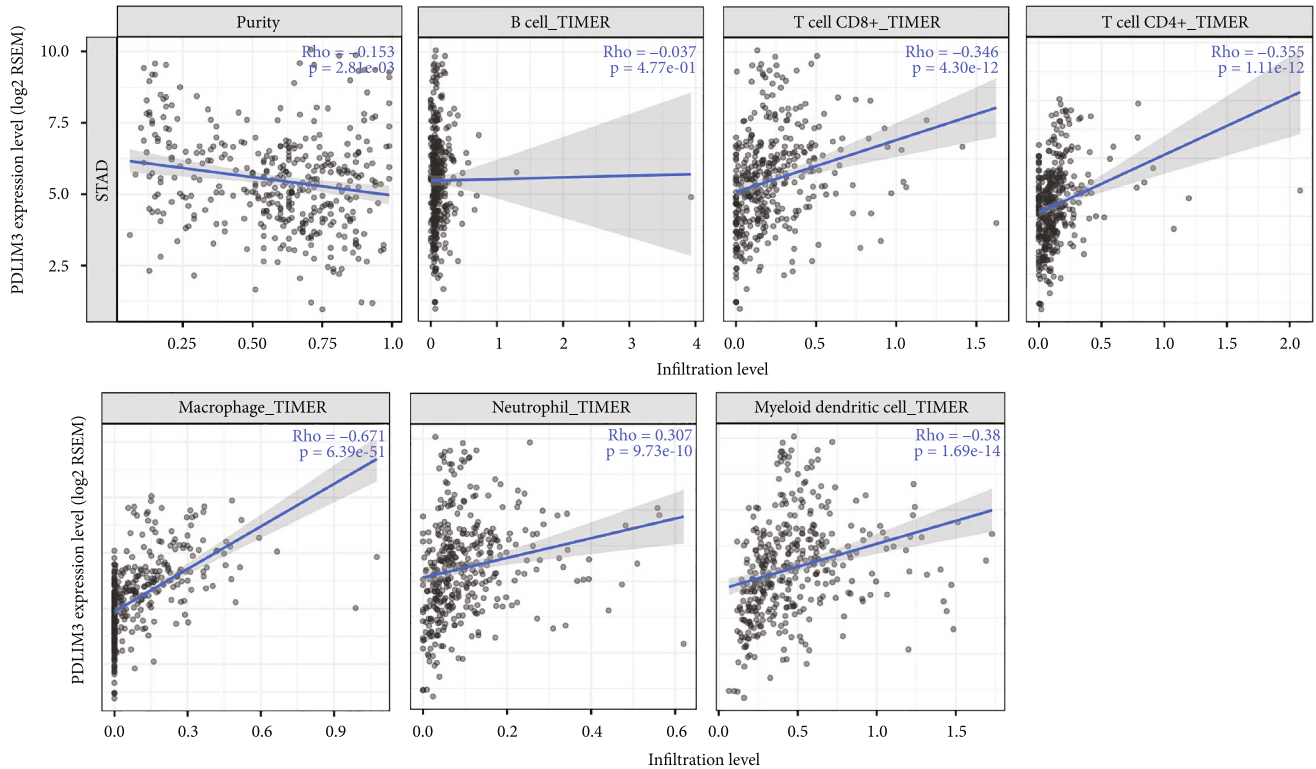 Purity
B cell_TIMER
T cell CD8+_TIMER
T cell CD4+_TIMER
PDLIM3 expression level (log2 RSEM)
STAD
10.0
7.5
5.0
2.5
Rho = –0.153
p = 2.81e-03
Rho = –0.037
p = 4.77e-01
Rho = –0.346
p = 4.30e-12
Rho = –0.355
p = 1.11e-12
0.25 0.50 0.75 1.0
0 1 2 3 4
0.0 0.5 1.0 1.5
0.0 0.5 1.0 1.5 2.0
Infiltration level
Macrophage_TIMER
Neutrophil_TIMER
Myeloid dendritic cell_TIMER
PDLIM3 expression level (log2 RSEM)
Rho = –0.671
p = 6.39e-51
Rho = 0.307
p = 9.73e-10
Rho = –0.38
p = 1.69e-14
0.0 0.3 0.6 0.9
0.0 0.2 0.4 0.6
0.0 0.5 1.0 1.5
Infiltration level